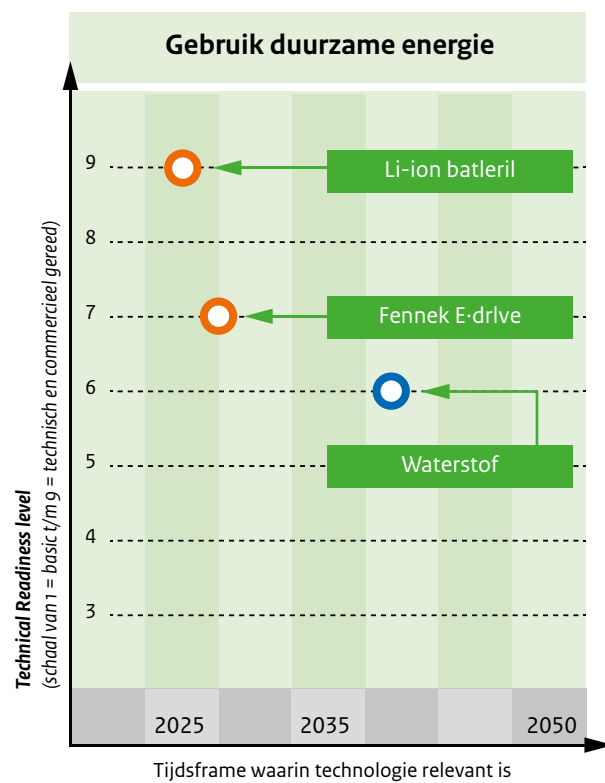 Gebruik duurzame energie
9
Li-ion batleril
8
7
Fennek E·drlve
6
5
Waterstof
4
3
Technical Readiness level
(schaal van 1 = basic t/m 9 = technisch en commercieel gereed)
2025
2035
2050
Tijdsframe waarin technologie relevant is